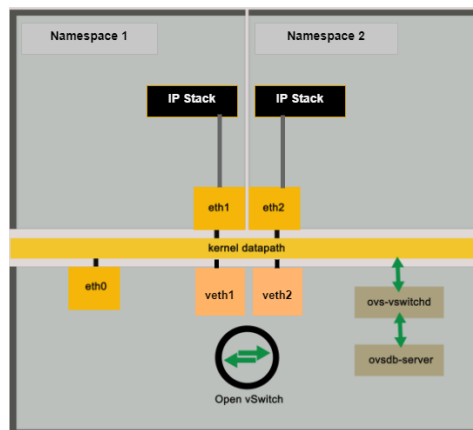 Namespace 1
Namespace 2
IP Stack
IP Stack
eth1
eth2
kernel datapath
eth0
veth1
veth2
ovs-vswitchd
ovsdb-server
Open vSwitch